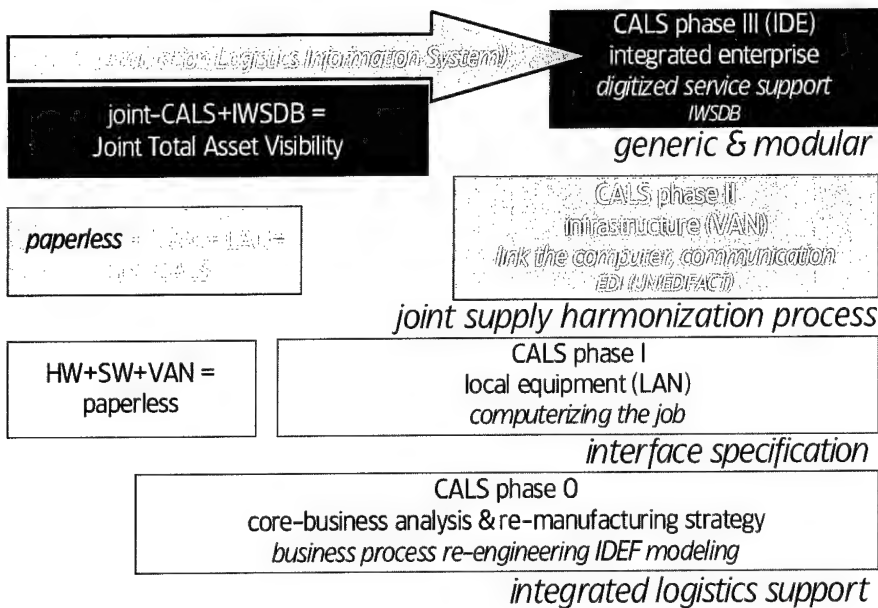 Logistics Information System)
CALS phase III (IDE)
integrated enterprise
digitized service support
IWSDB
joint-CALS+IWSDB =
Joint Total Asset Visibility
generic & modular
CALS phase II
infrastructure (VAN)
link the computer, communication
EDI (UN/EDIFACT)
paperless
joint supply harmonization process
HW+SW+VAN =
paperless
CALS phase I
local equipment (LAN)
computerizing the job
interface specification
CALS phase 0
core-business analysis & re-manufacturing strategy
business process re-engineering IDEF modeling
integrated logistics support